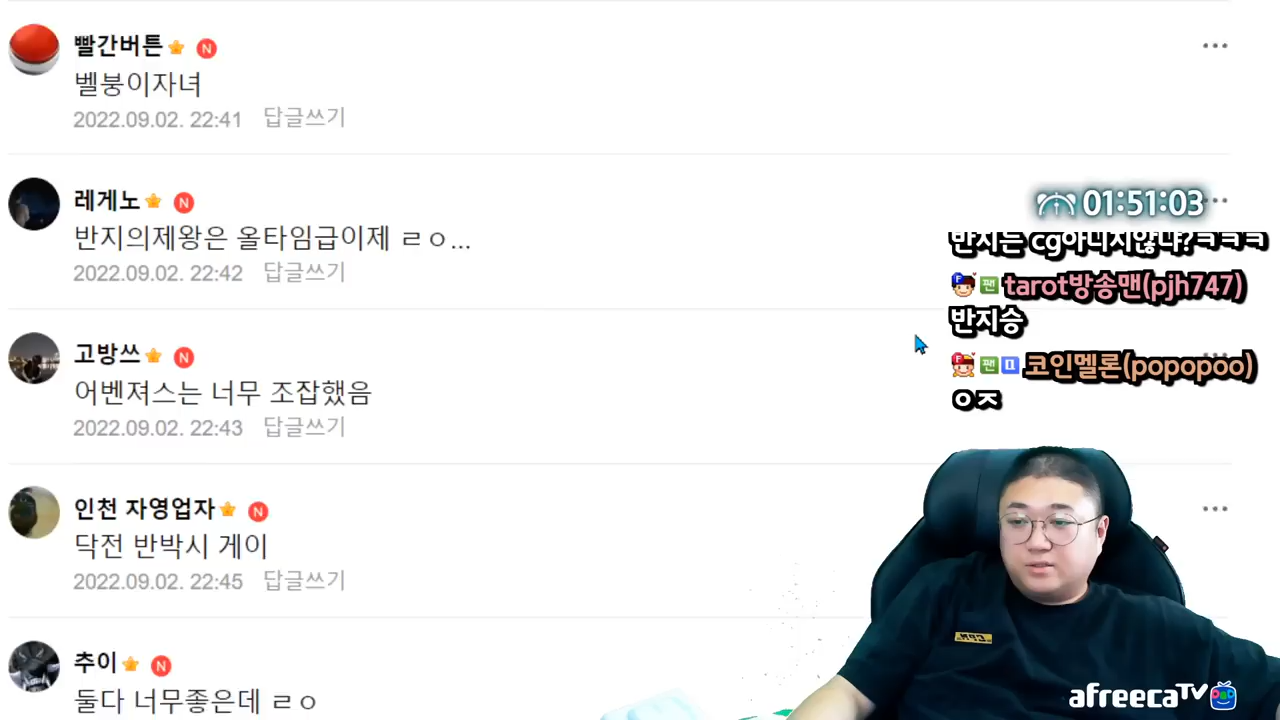 빨간버튼 N
벨붕이자녀
2022.09.02. 22:41 답글쓰기
레게노 N
반지의제왕은 올타임급이제 ㄹㅇ...
2022.09.02. 22:42 답글쓰기
고방쓰 N
어벤져스는 너무 조잡했음
2022.09.02. 22:43 답글쓰기
인천 자영업자 N
닥전 반박시 게이
2022.09.02. 22:45 답글쓰기
추이 N
둘다 너무좋은데 ㄹㅇ
01:51:03
반지는 cg아니지않냐?ㅋㅋㅋ
F 팬 tarot방송맨(pjh747)
반지승
F 팬 코인멜론(popopoo)
ㅇㅈ
afreecaTV